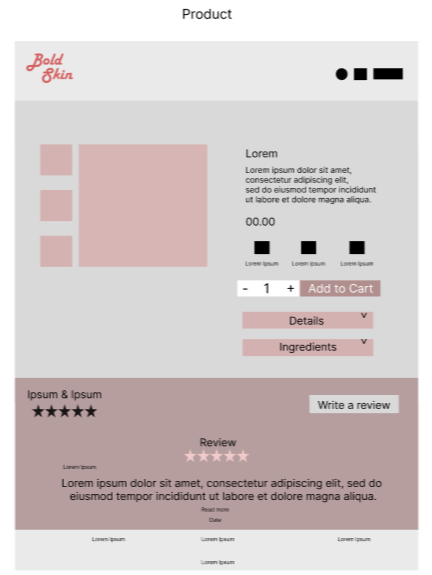 Product
Bold
Skin
Lorem
Lorem ipsum dolor sit amet,
consectetur adipiscing elit,
sed do eiusmod tempor incididunt
ut labore et dolore magna aliqua.
00.00
Lorem Ipsum Lorem Ipsum Lorem Ipsum
- 1 + Add to Cart
Details v
Ingredients v
Ipsum & Ipsum
★★★★★
Write a review
Review
★★★★★
Lorem Ipsum
Lorem ipsum dolor sit amet, consectetur adipiscing elit, sed do
eiusmod tempor incididunt ut labore et dolore magna aliqua.
Read more
Date
Lorem Ipsum Lorem Ipsum Lorem Ipsum
Lorem Ipsum